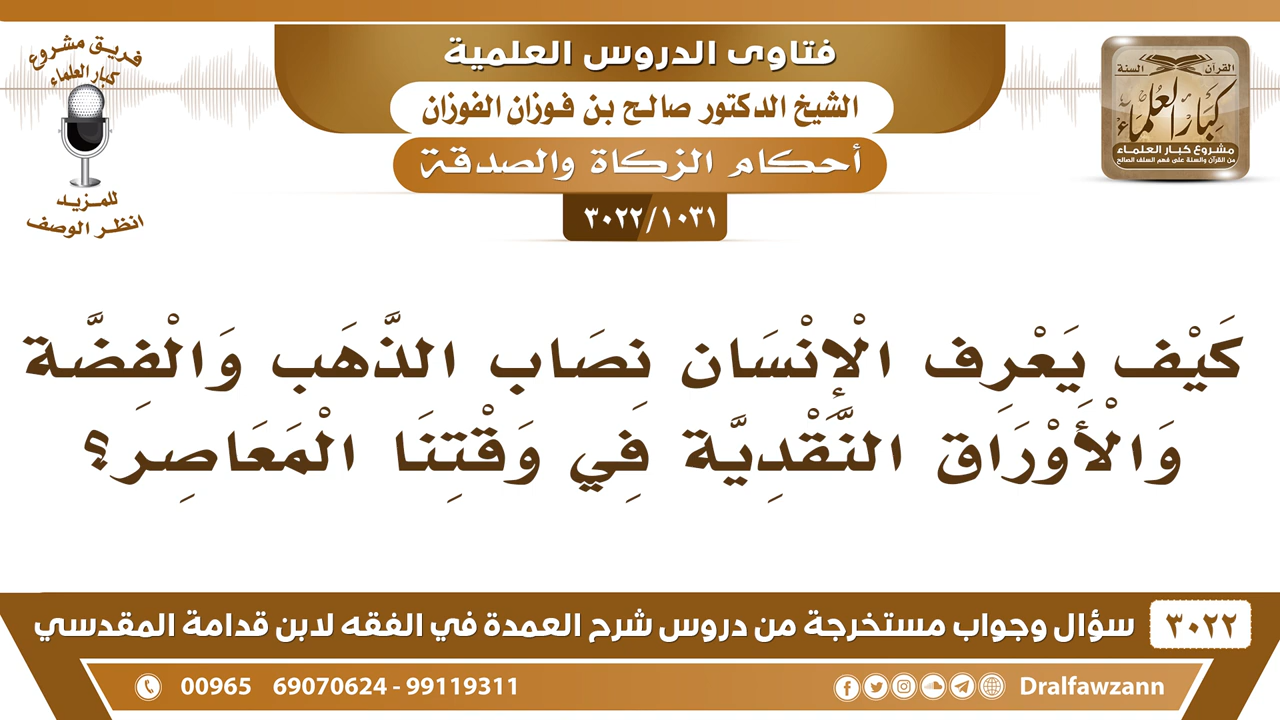 فتاوى الدروس العلمية
الشيخ الدكتور صالح بن فوزان الفوزان
أحكام الزكاة والصدقة
٣٠٢٢/١٠٣١
القرآن السنة
كبار العلماء
مشروع كبار العلماء
من القرآن والسنة على فهم السلف الصالح
فريق مشروع
كبار العلماء
للمزيد
انظر الوصف
كَيْف يَعْرِف الْإِنْسَان نِصَاب الذَّهَب وَالْفِضَّة
وَالْأَوْرَاق النَّقْدِيَّة فِي وَقْتِنَا الْمَعَاصِر؟
٣٠٢٢ سؤال وجواب مستخرجة من دروس شرح العمدة في الفقه لابن قدامة المقدسي
00965 69070624 - 99119311
Dralfawzann